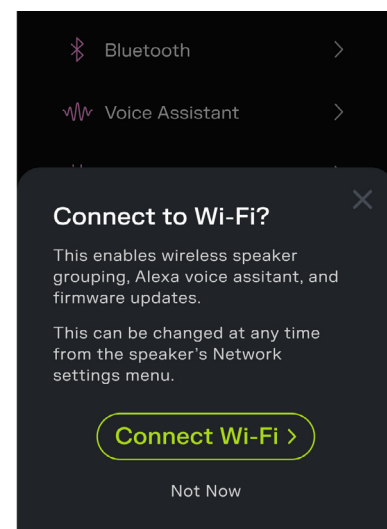 Bluetooth
Voice Assistant
Connect to Wi-Fi?
This enables wireless speaker
grouping, Alexa voice assitant, and
firmware updates.
This can be changed at any time
from the speaker's Network
settings menu.
Connect Wi-Fi >
Not Now